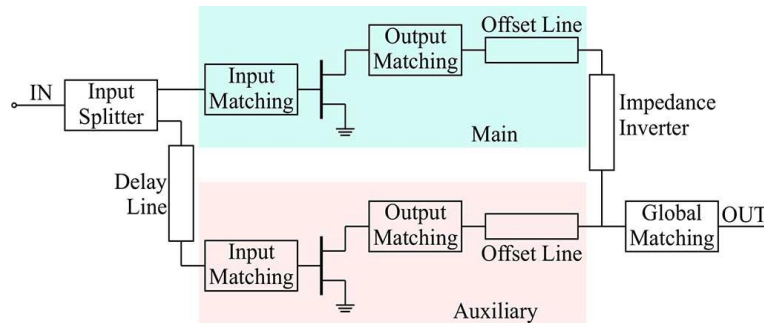 IN
Input
Splitter
Input
Matching
Output
Matching
Offset Line
Main
Impedance
Inverter
Delay
Line
Input
Matching
Output
Matching
Offset Line
Auxiliary
Global
Matching
OUT